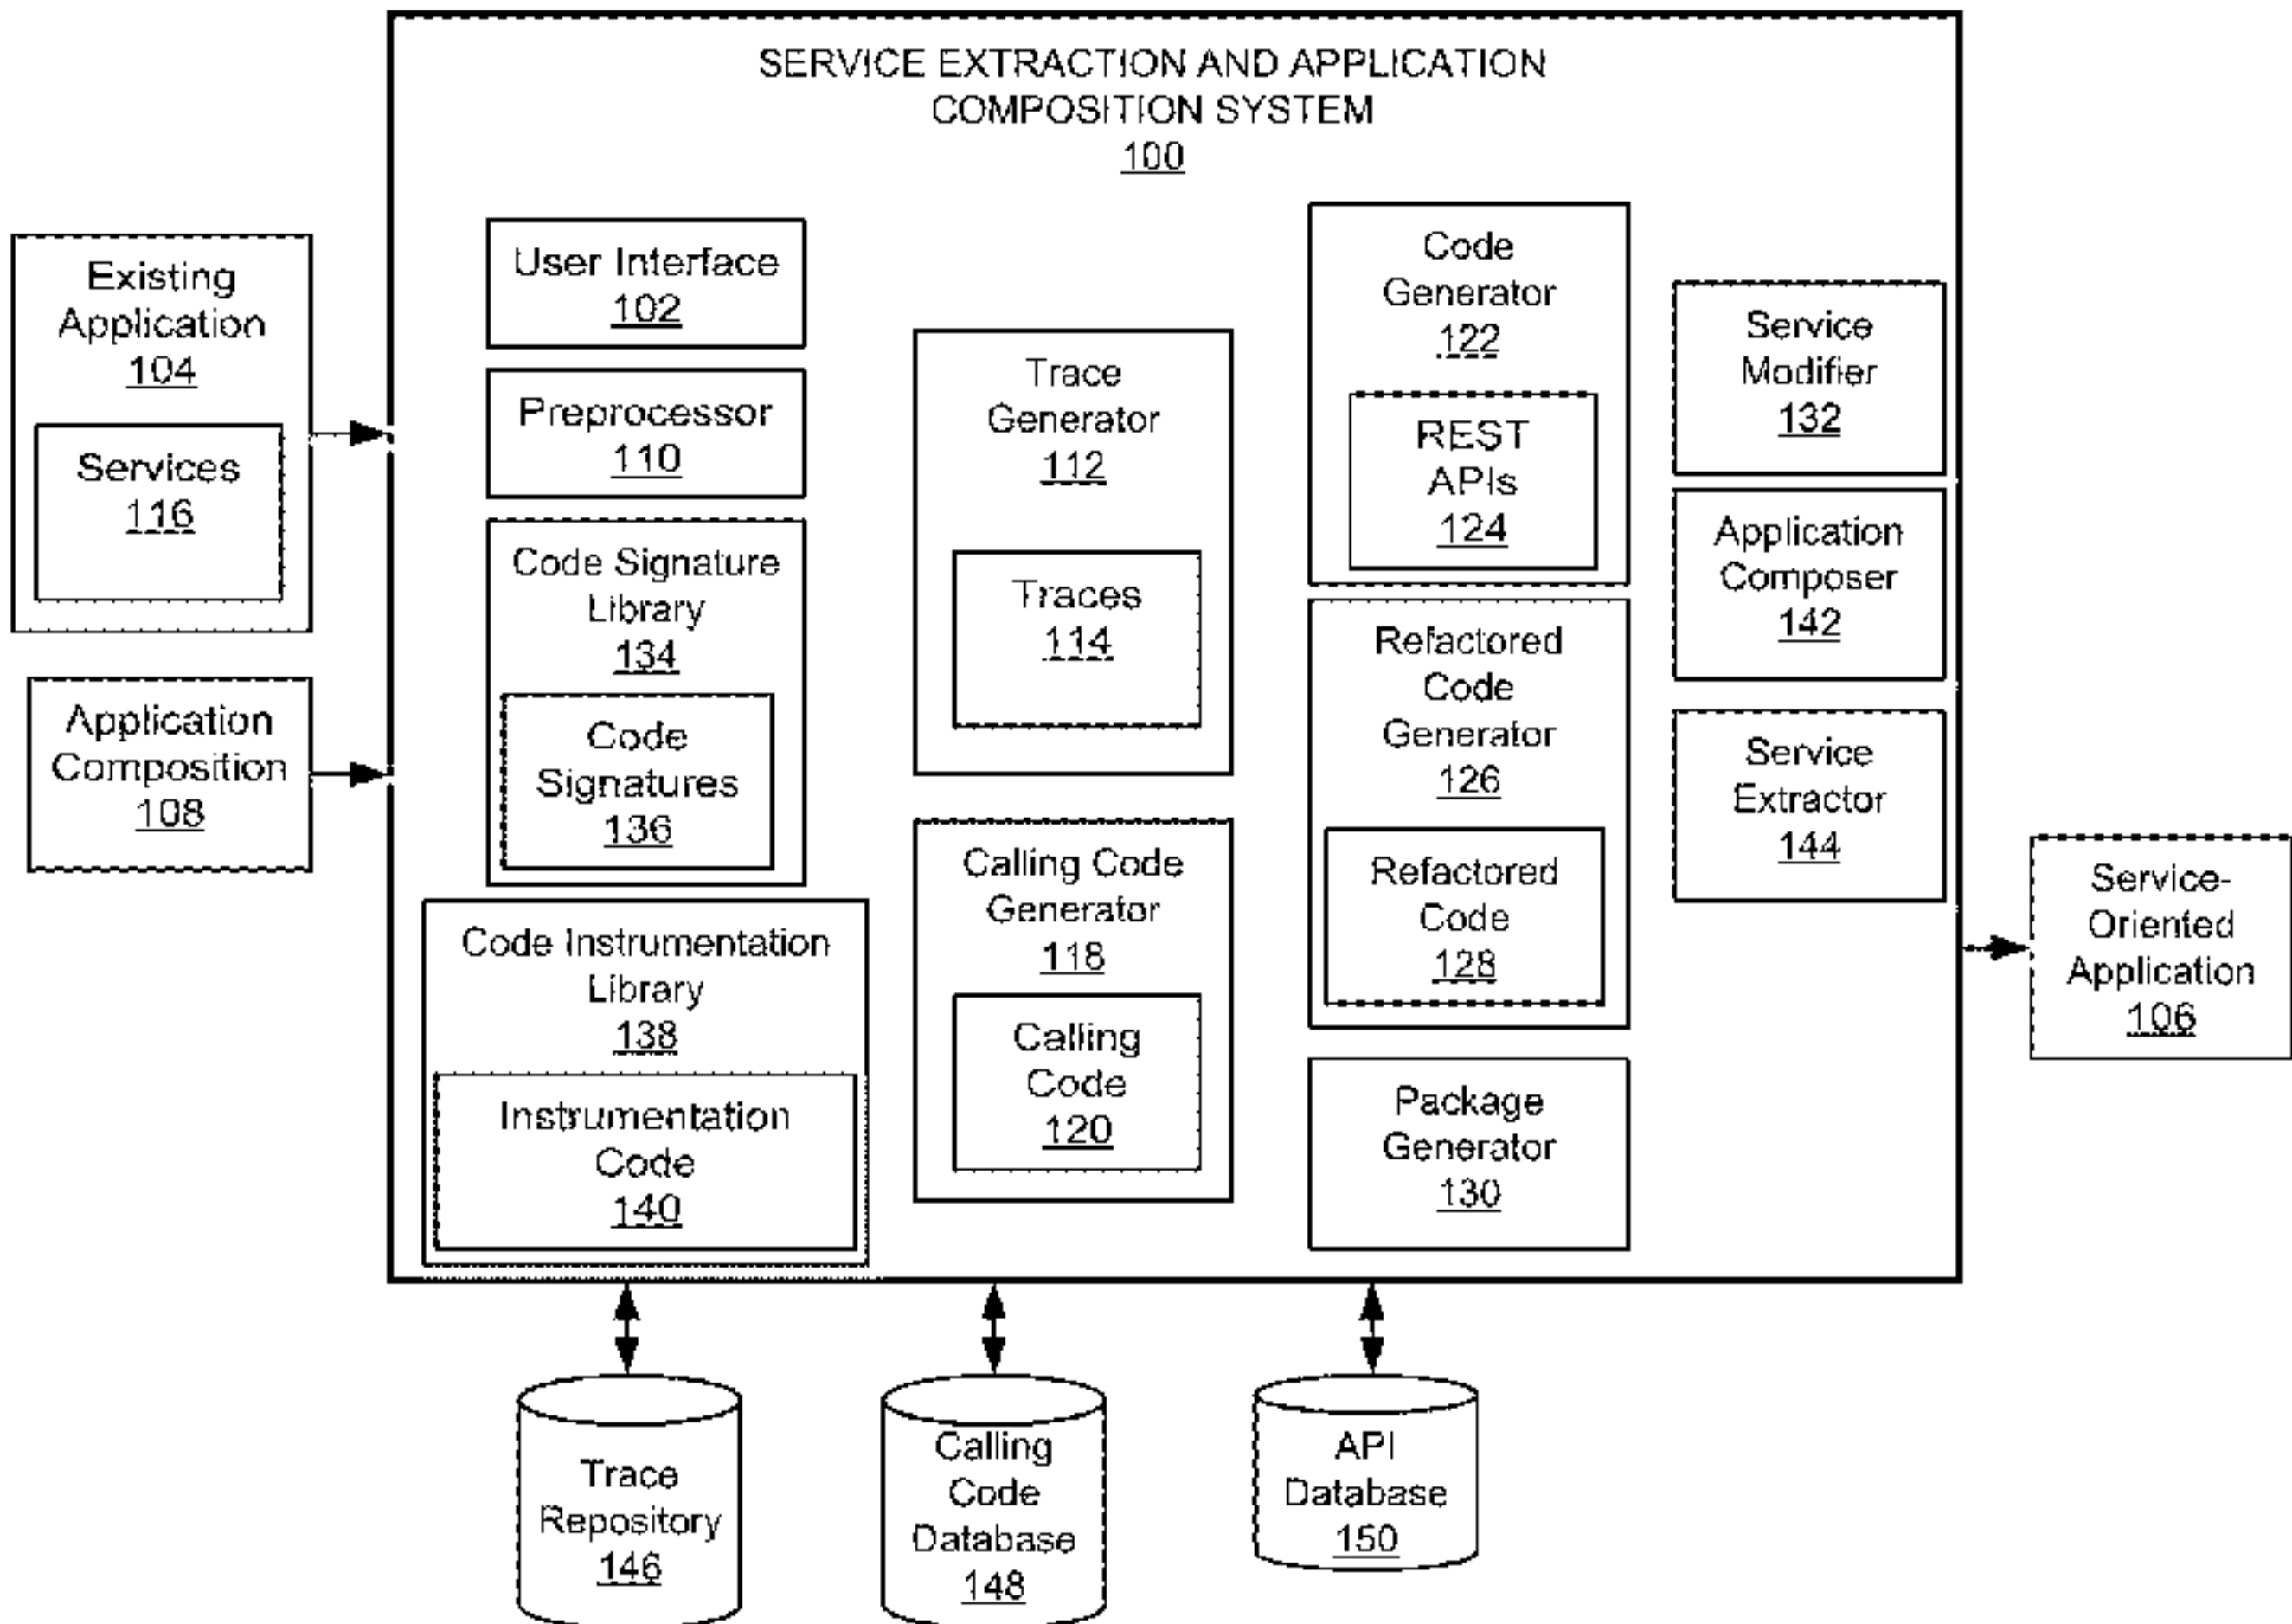 SERVICE EXTRACTION AND APPLICATION
COMPOSITION SYSTEM
100
Existing
Application
104
Services
116
Application
Composition
108
User Interface
102
Preprocessor
110
Code Signature
Library
134
Code
Signatures
136
Code Instrumentation
Library
138
Instrumentation
Code
140
Trace
Generator
112
Traces
114
Calling Code
Generator
118
Calling
Code
120
Code
Generator
122
REST
APIs
124
Refactored
Code
Generator
126
Refactored
Code
128
Package
Generator
130
Service
Modifier
132
Application
Composer
142
Service
Extractor
144
Service-
Oriented
Application
106
Trace
Repository
146
Calling
Code
Database
148
API
Database
150